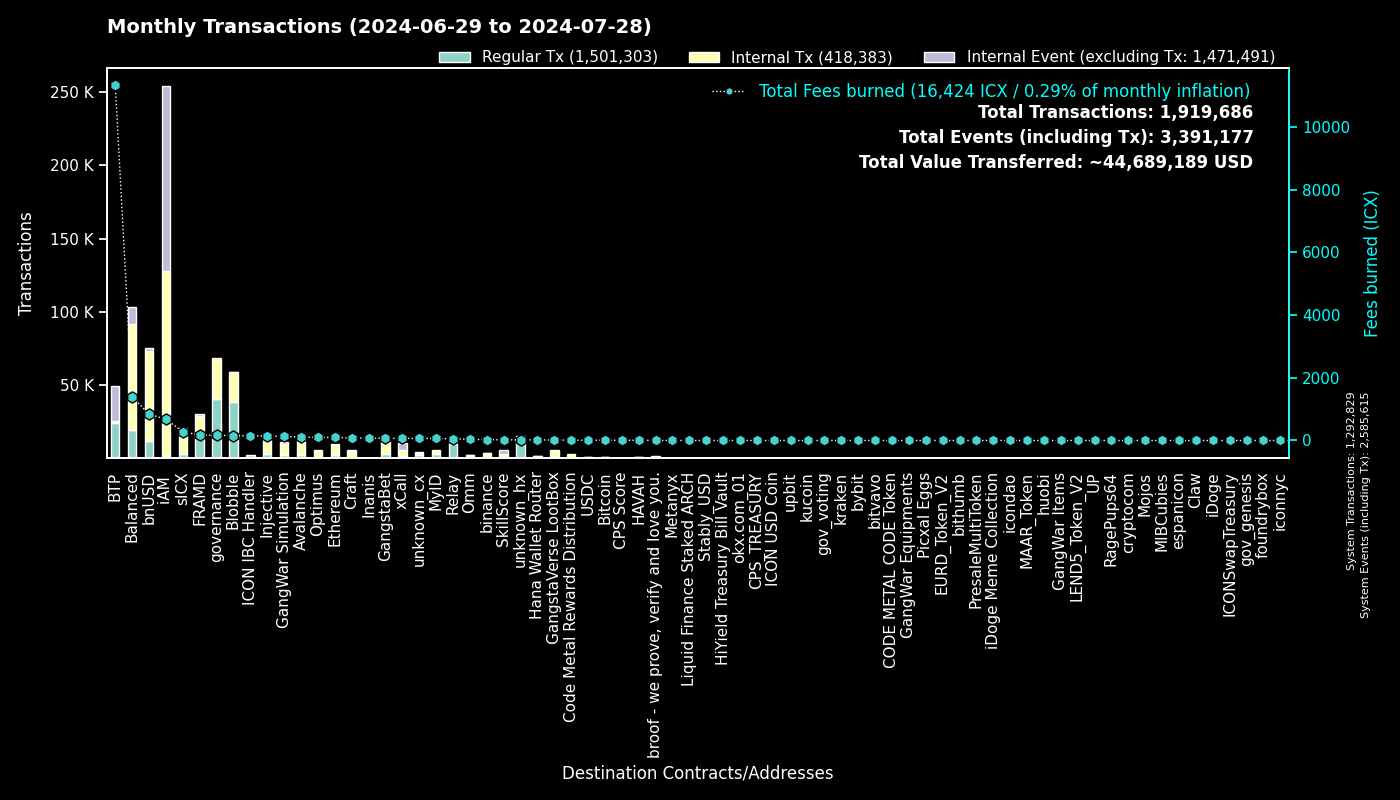 Monthly Transactions (2024-06-29 to 2024-07-28)
Regular Tx (1,501,303)
Internal Tx (418,383)
Internal Event (excluding Tx: 1,471,491)
Total Fees burned (16,424 ICX / 0.29% of monthly inflation)
Total Transactions: 1,919,686
Total Events (including Tx): 3,391,177
Total Value Transferred: ~44,689,189 USD
Transactions
250 K
200 K
150 K
100 K
50 K
10000
8000
6000
4000
2000
0
Fees burned (ICX)
System Transactions: 1,292,829
System Events (including Tx): 2,585,615
BTP
Balanced
bnUSD
iAM
sICX
FRAMD
governance
Blobble
ICON IBC Handler
Injective
GangWar Simulation
Avalanche
Optimus
Ethereum
Craft
Inanis
GangstaBet
xCall
unknown_cx
MyID
Relay
Omm
binance
SkillScore
unknown_hx
Hana Wallet Router
GangstaVerse LootBox
Code Metal Rewards Distribution
USDC
Bitcoin
CPS Score
HAVAH
broof - we prove, verify and love you.
Metanyx
Liquid Finance Staked ARCH
Stably_USD
HiYield Treasury Bill Vault
okx.com_01
CPS_TREASURY
ICON USD Coin
upbit
kucoin
gov_voting
kraken
bybit
bitvavo
CODE METAL CODE Token
GangWar Equipments
Picxal Eggs
EURD_Token_V2
bithumb
PresaleMultiToken
iDoge Meme Collection
icondao
MAAR_Token
huobi
GangWar Items
LEND5_Token_V2
UP
RagePups64
cryptocom
Mojos
MIBCubies
espanicon
Claw
iDoge
ICONSwapTreasury
gov_genesis
foundrybox
iconnyc
Destination Contracts/Addresses